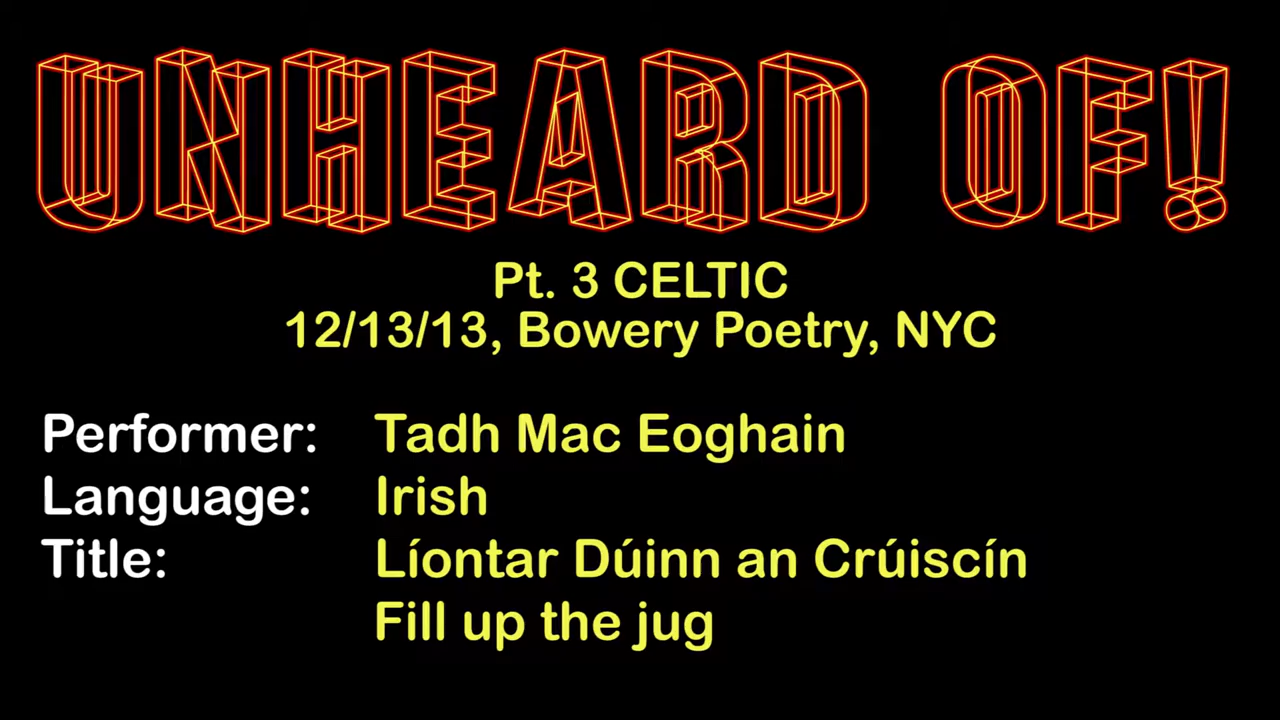 UNHEARD OF!
Pt. 3 CELTIC
12/13/13, Bowery Poetry, NYC
Performer: Tadh Mac Eoghain
Language: Irish
Title: Líontar Dúinn an Crúiscín
Fill up the jug